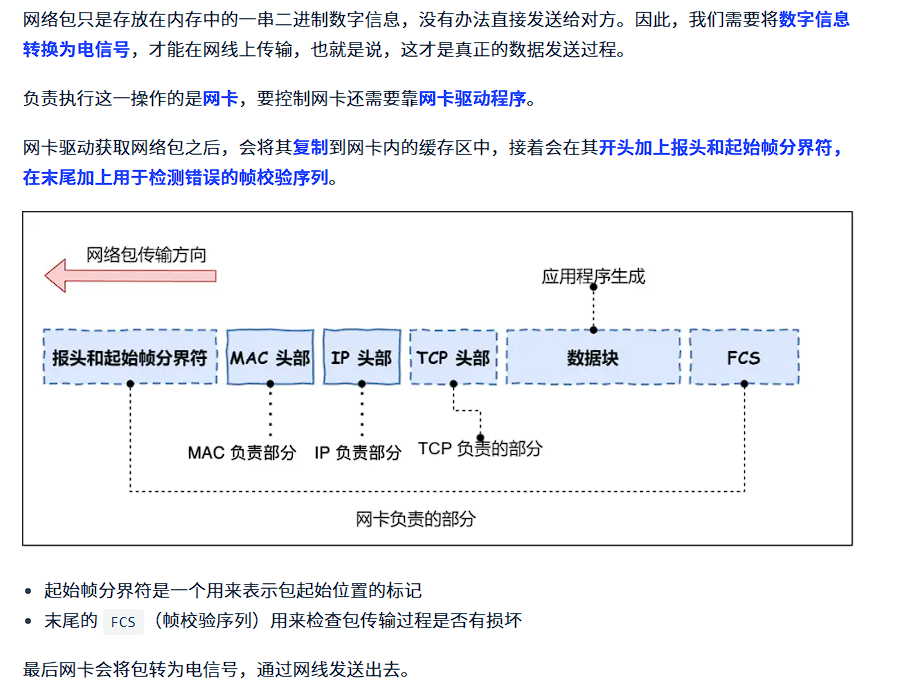 网络包只是存放在内存中的一串二进制数字信息，没有办法直接发送给对方。因此，我们需要将数字信息
转换为电信号，才能在网线上传输，也就是说，这才是真正的数据发送过程。
负责执行这一操作的是网卡，要控制网卡还需要靠网卡驱动程序。
网卡驱动获取网络包之后，会将其复制到网卡内的缓存区中，接着会在其开头加上报头和起始帧分界符，
在末尾加上用于检测错误的帧校验序列。
网络包传输方向
应用程序生成
报头和起始帧分界符 MAC 头部 IP 头部 TCP 头部 数据块 FCS
MAC 负责部分 IP 负责部分 TCP 负责的部分
网卡负责的部分
• 起始帧分界符是一个用来表示包起始位置的标记
• 末尾的 FCS （帧校验序列）用来检查包传输过程是否有损坏
最后网卡会将包转为电信号，通过网线发送出去。